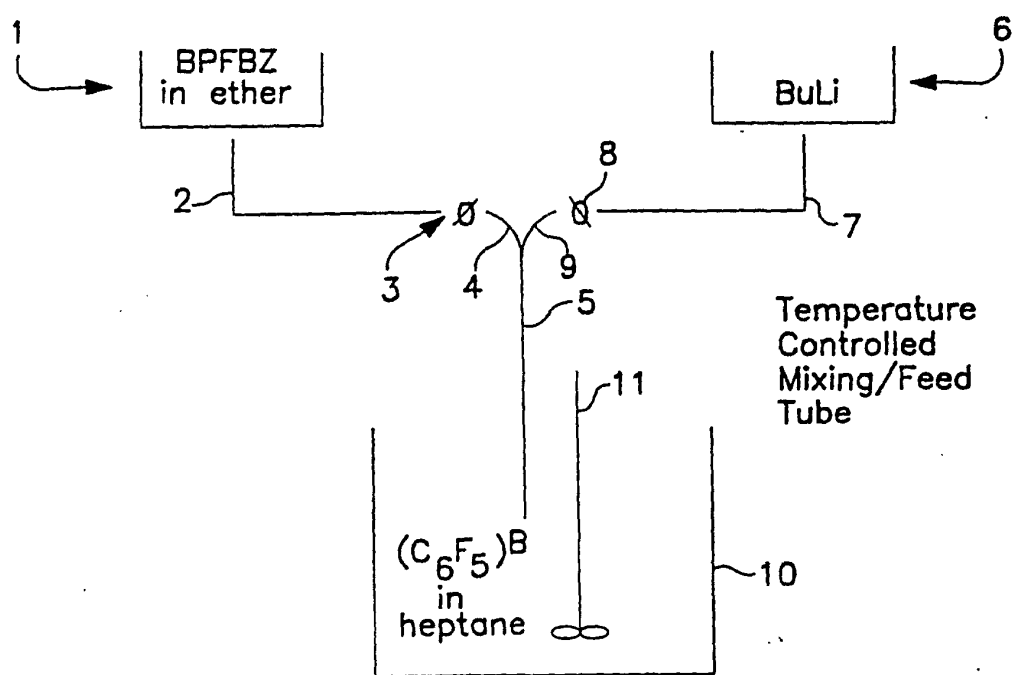 1
BPFBZ
in ether
BuLi
6
2
3
4
5
8
9
7
Temperature
Controlled
Mixing/Feed
Tube
11
(C6F5)B
in
heptane
10